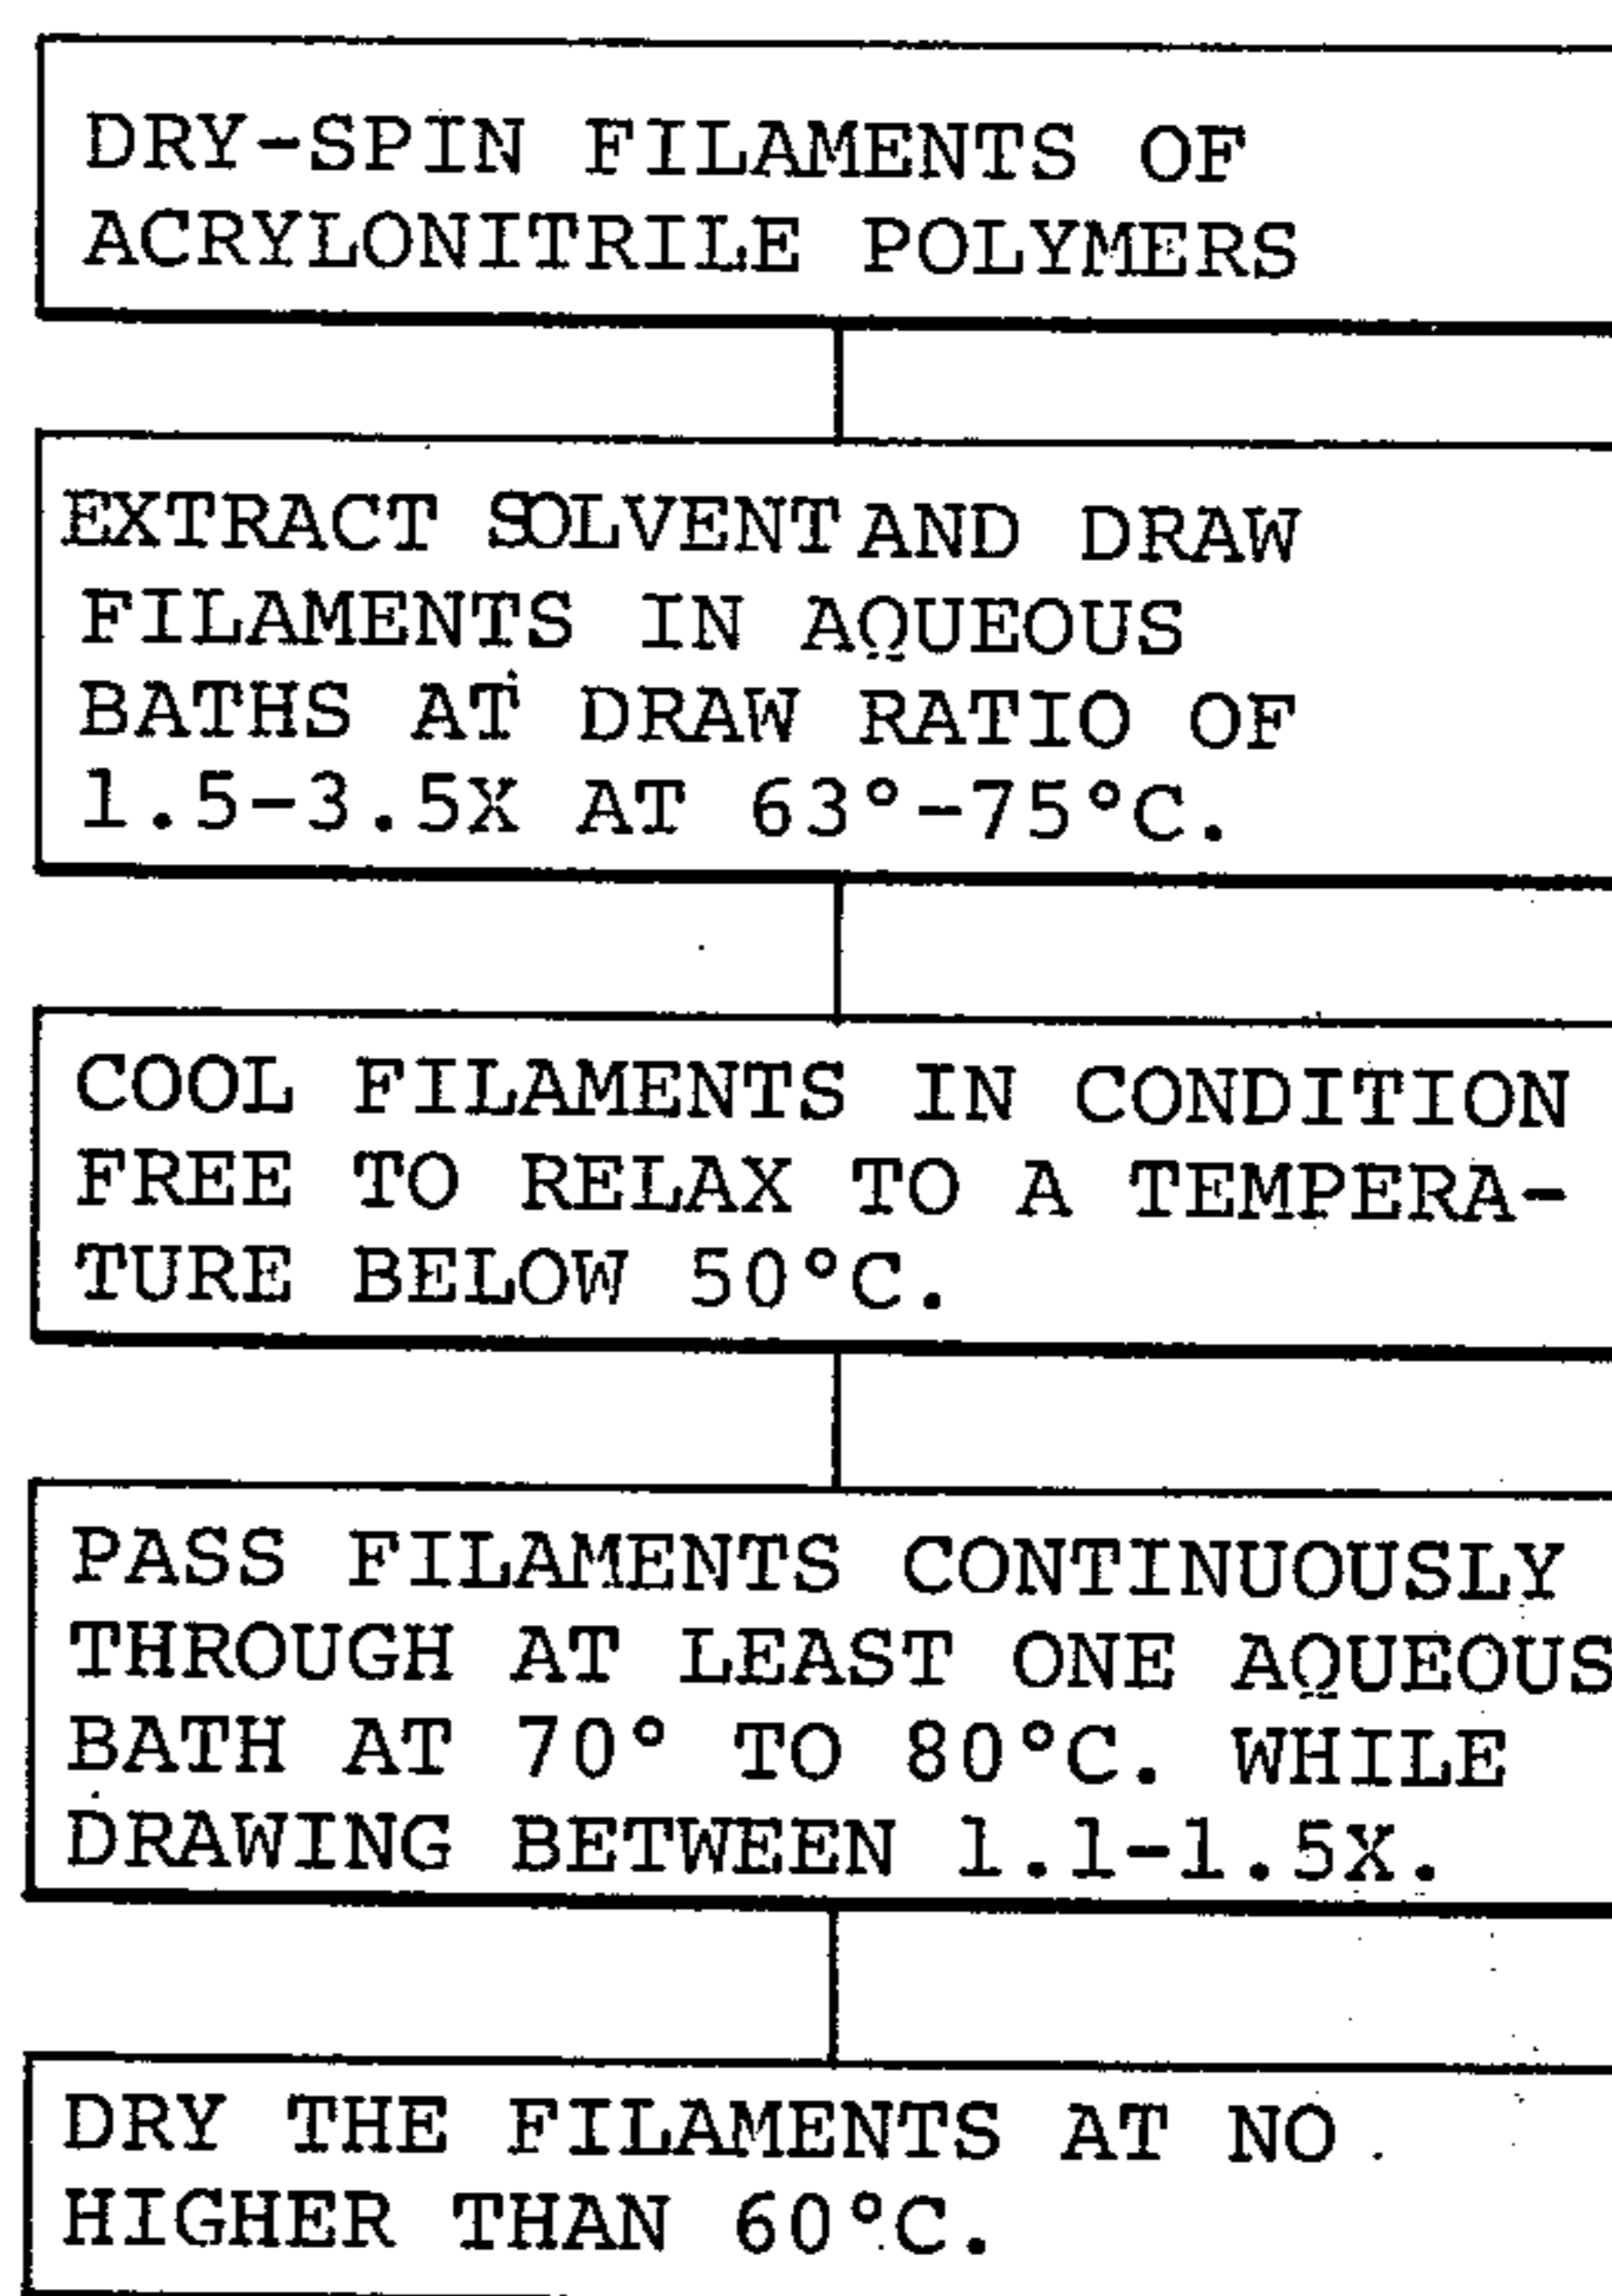 DRY-SPIN FILAMENTS OF
ACRYLONITRILE POLYMERS
EXTRACT SOLVENT AND DRAW
FILAMENTS IN AQUEOUS
BATHS AT DRAW RATIO OF
1.5-3.5X AT 63°-75°C.
COOL FILAMENTS IN CONDITION
FREE TO RELAX TO A TEMPERA-
TURE BELOW 50°C.
PASS FILAMENTS CONTINUOUSLY
THROUGH AT LEAST ONE AQUEOUS
BATH AT 70° TO 80°C. WHILE
DRAWING BETWEEN 1.1-1.5X.
DRY THE FILAMENTS AT NO
HIGHER THAN 60°C.